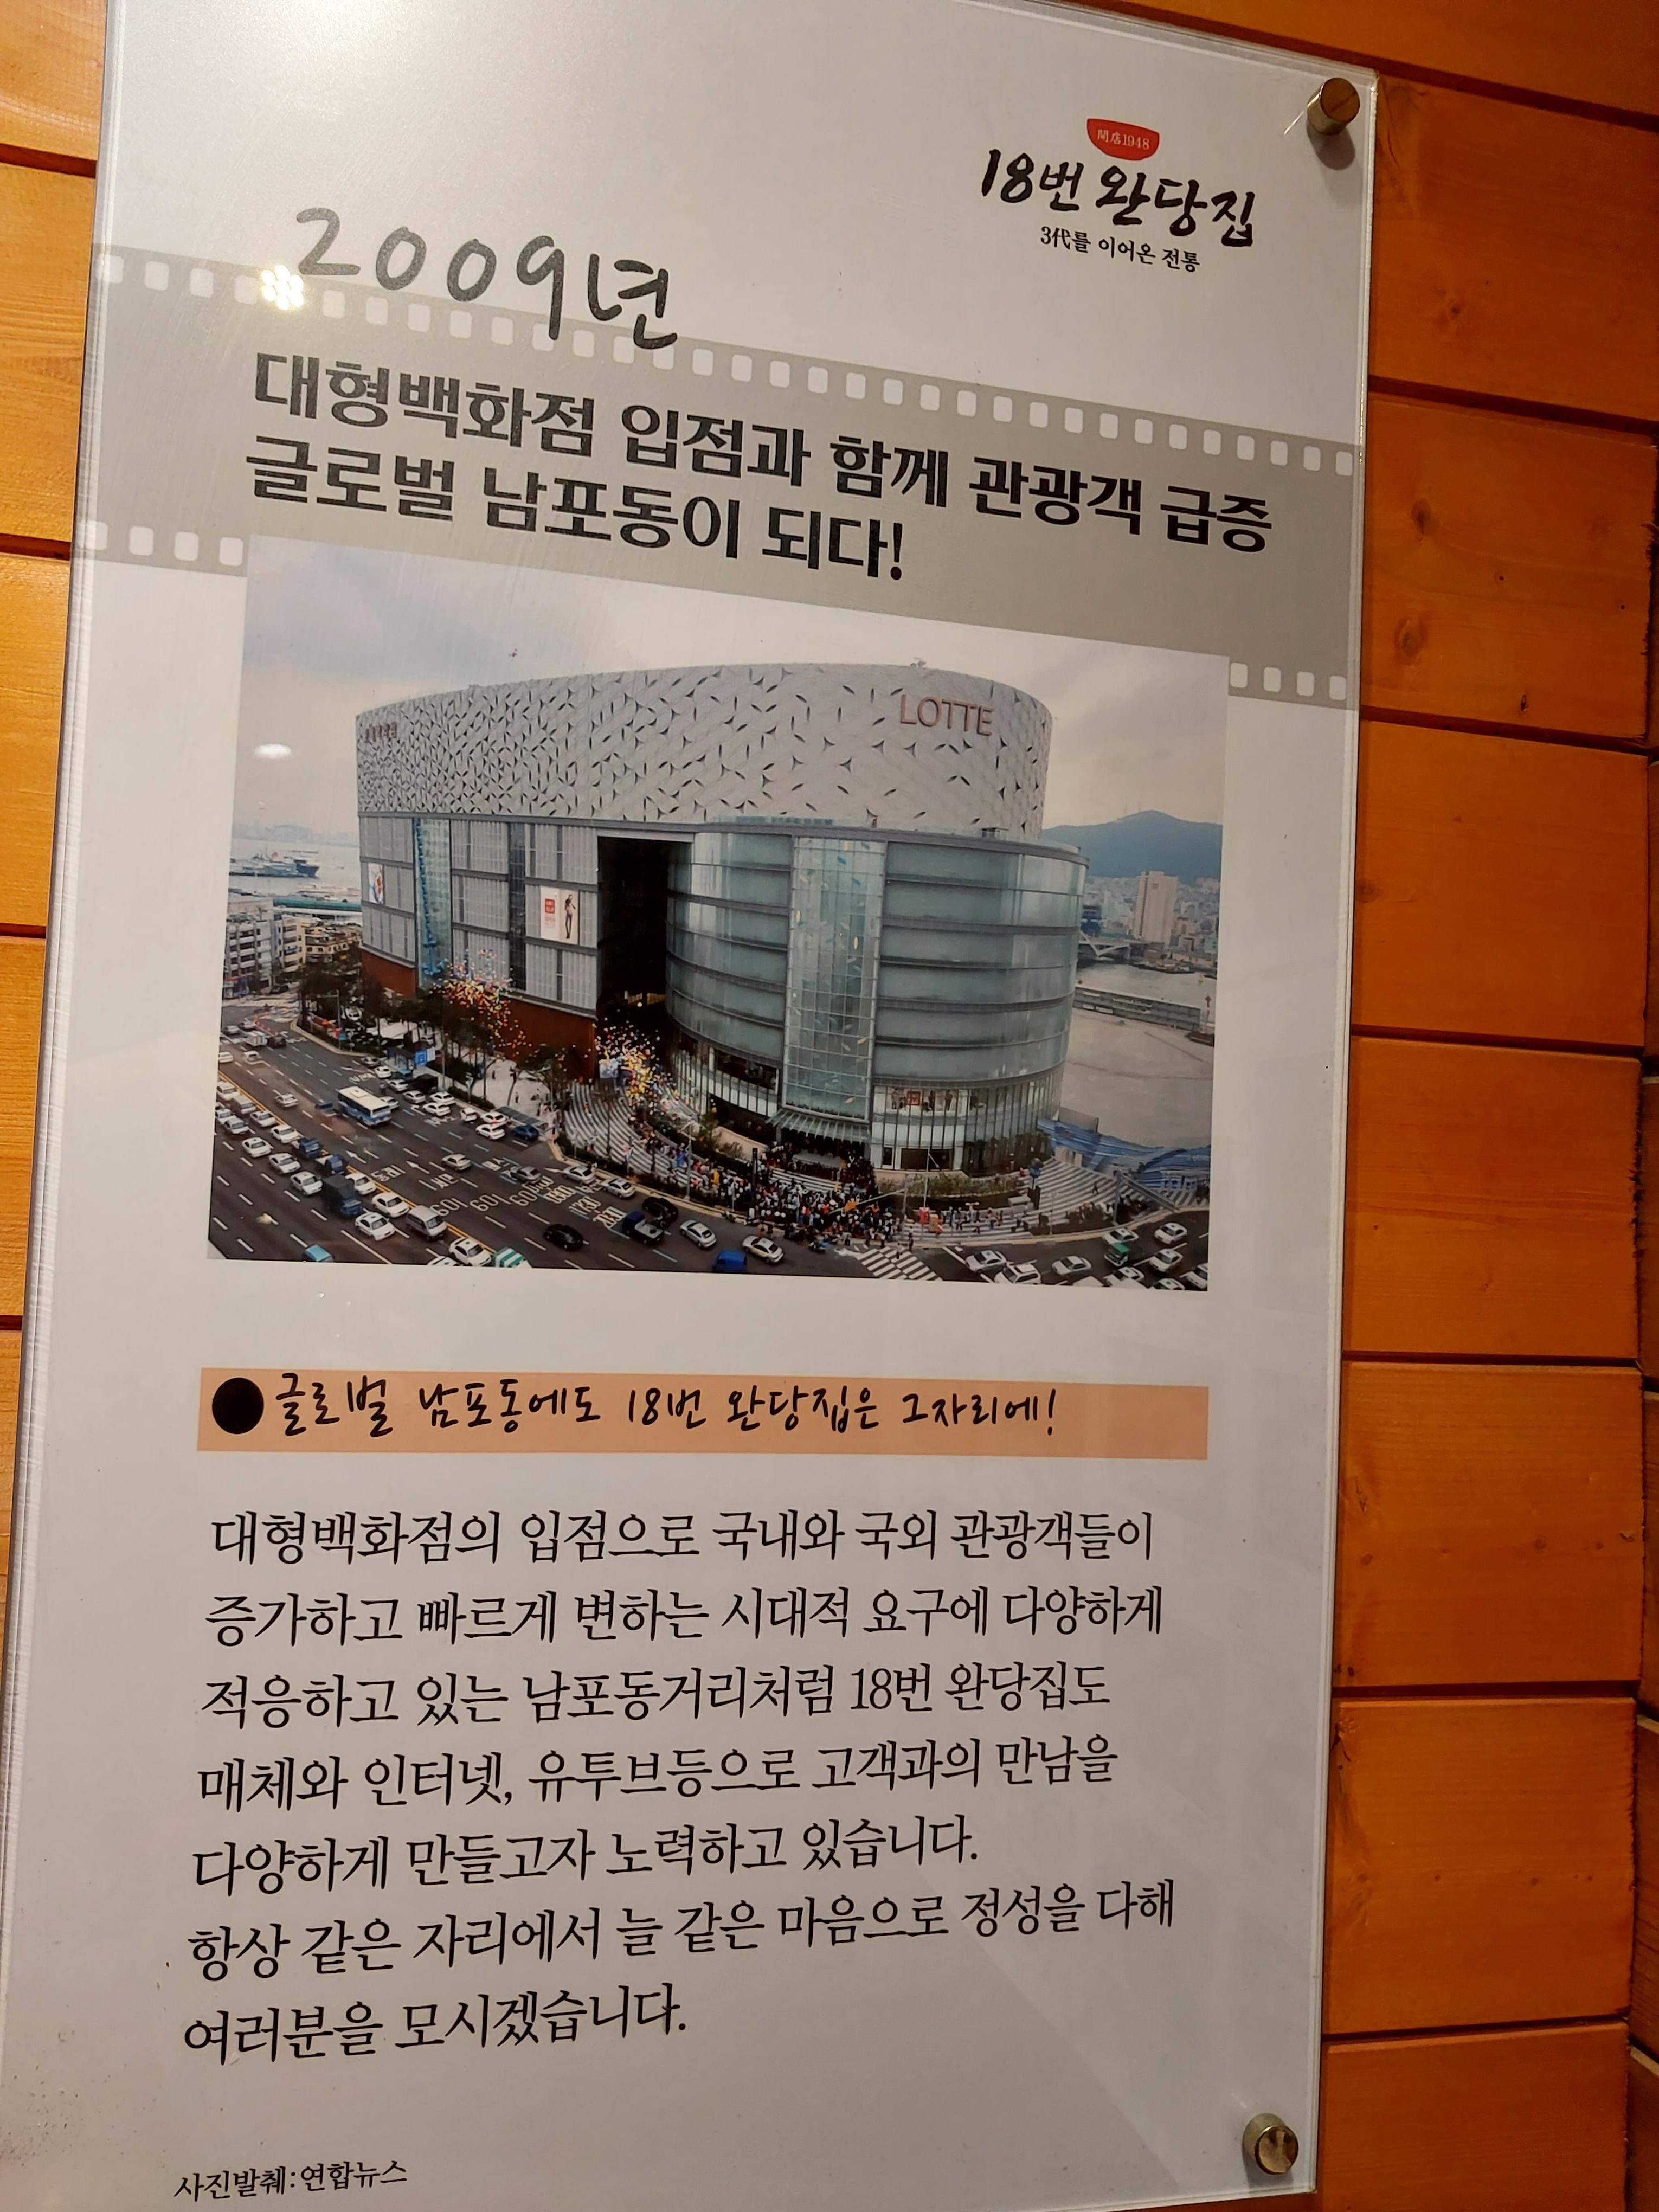 開店1948
18번 완당집
3代를 이어온 전통
2009년
대형백화점 입점과 함께 관광객 급증
글로벌 남포동이 되다!
LOTTE
●글로벌 남포동에도 18번 완당집은 그자리에!
대형백화점의 입점으로 국내와 국외 관광객들이
증가하고 빠르게 변하는 시대적 요구에 다양하게
적응하고 있는 남포동거리처럼 18번 완당집도
매체와 인터넷, 유투브등으로 고객과의 만남을
다양하게 만들고자 노력하고 있습니다.
항상 같은 자리에서 늘 같은 마음으로 정성을 다해
여러분을 모시겠습니다.
사진발췌:연합뉴스